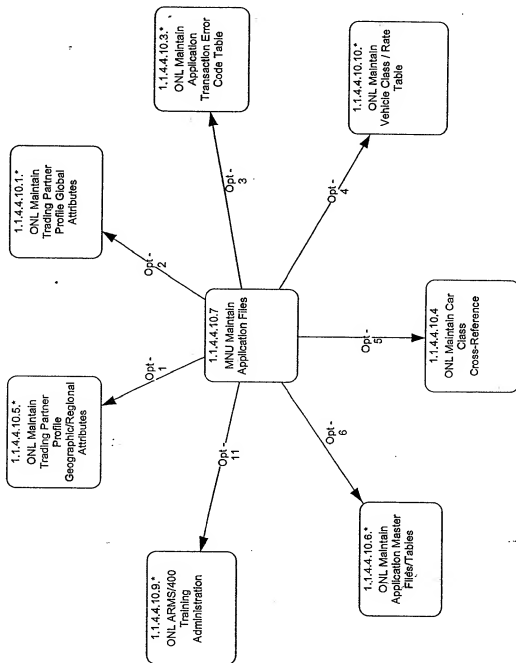 1.1.4.4.10.5.*
ONL Maintain
Trading Partner
Profile
Geographic/Regional
Attributes
1.1.4.4.10.1.*
ONL Maintain
Trading Partner
Profile Global
Attributes
1.1.4.4.10.3.*
ONL Maintain
Application
Transaction Error
Code Table
Opt -
1
Opt -
2
Opt -
3
1.1.4.4.10.9.*
ONL ARMS/400
Training
Administration
Opt -
11
1.1.4.4.10.7
MNU Maintain
Application Files
Opt -
4
1.1.4.4.10.10.*
ONL Maintain
Vehicle Class / Rate
Table
Opt -
6
Opt -
5
1.1.4.4.10.6.*
ONL Maintain
Application Master
Files/Tables
1.1.4.4.10.4
ONL Maintain Car
Class
Cross-Reference